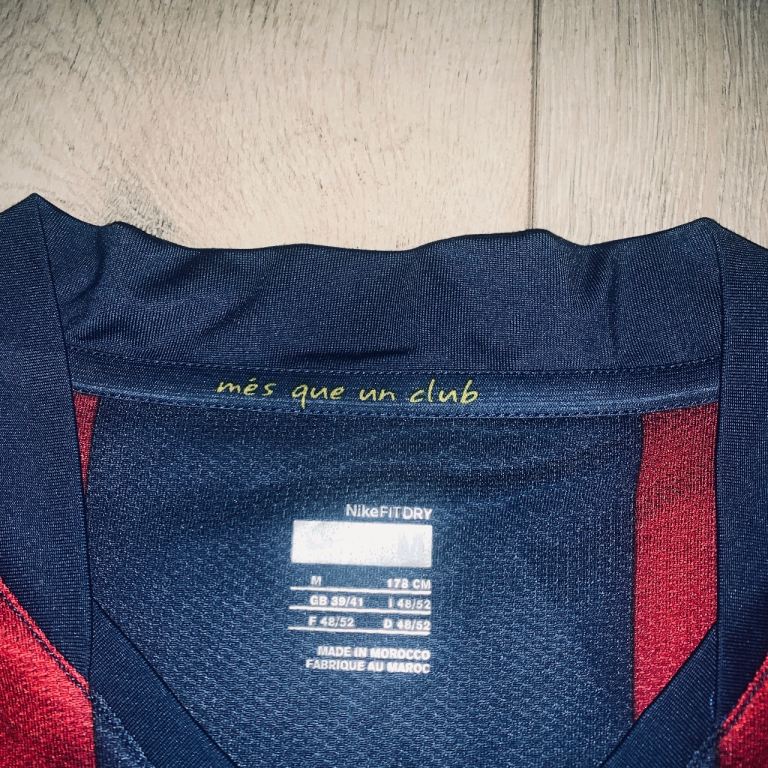 més que un club
NikeFITDRY
M 178 CM
GB 39/41 I 48/52
F 48/52 D 48/52
MADE IN MOROCCO
FABRIQUE AU MAROC